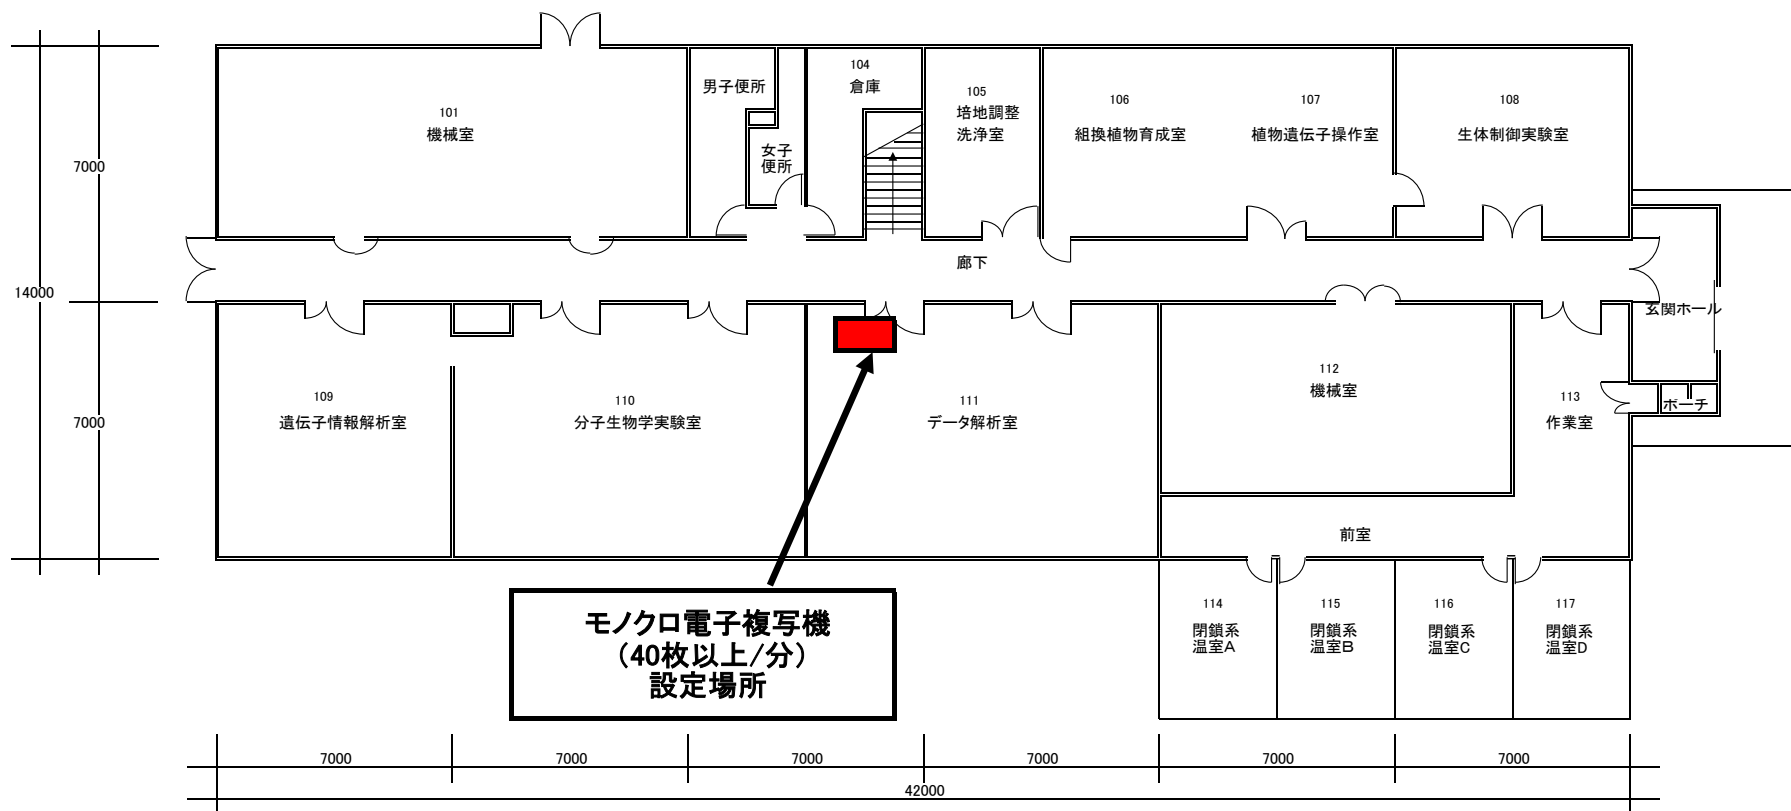 101
機械室
男子便所
女子
便所
104
倉庫
105
培地調整
洗浄室
106
組換植物育成室
107
植物遺伝子操作室
108
生体制御実験室
7000
14000
7000
廊下
玄関ホール
ポーチ
109
遺伝子情報解析室
110
分子生物学実験室
111
データ解析室
112
機械室
113
作業室
前室
114
閉鎖系
温室A
115
閉鎖系
温室B
116
閉鎖系
温室C
117
閉鎖系
温室D
モノクロ電子複写機
（40枚以上/分）
設定場所
7000
7000
7000
7000
7000
7000
42000